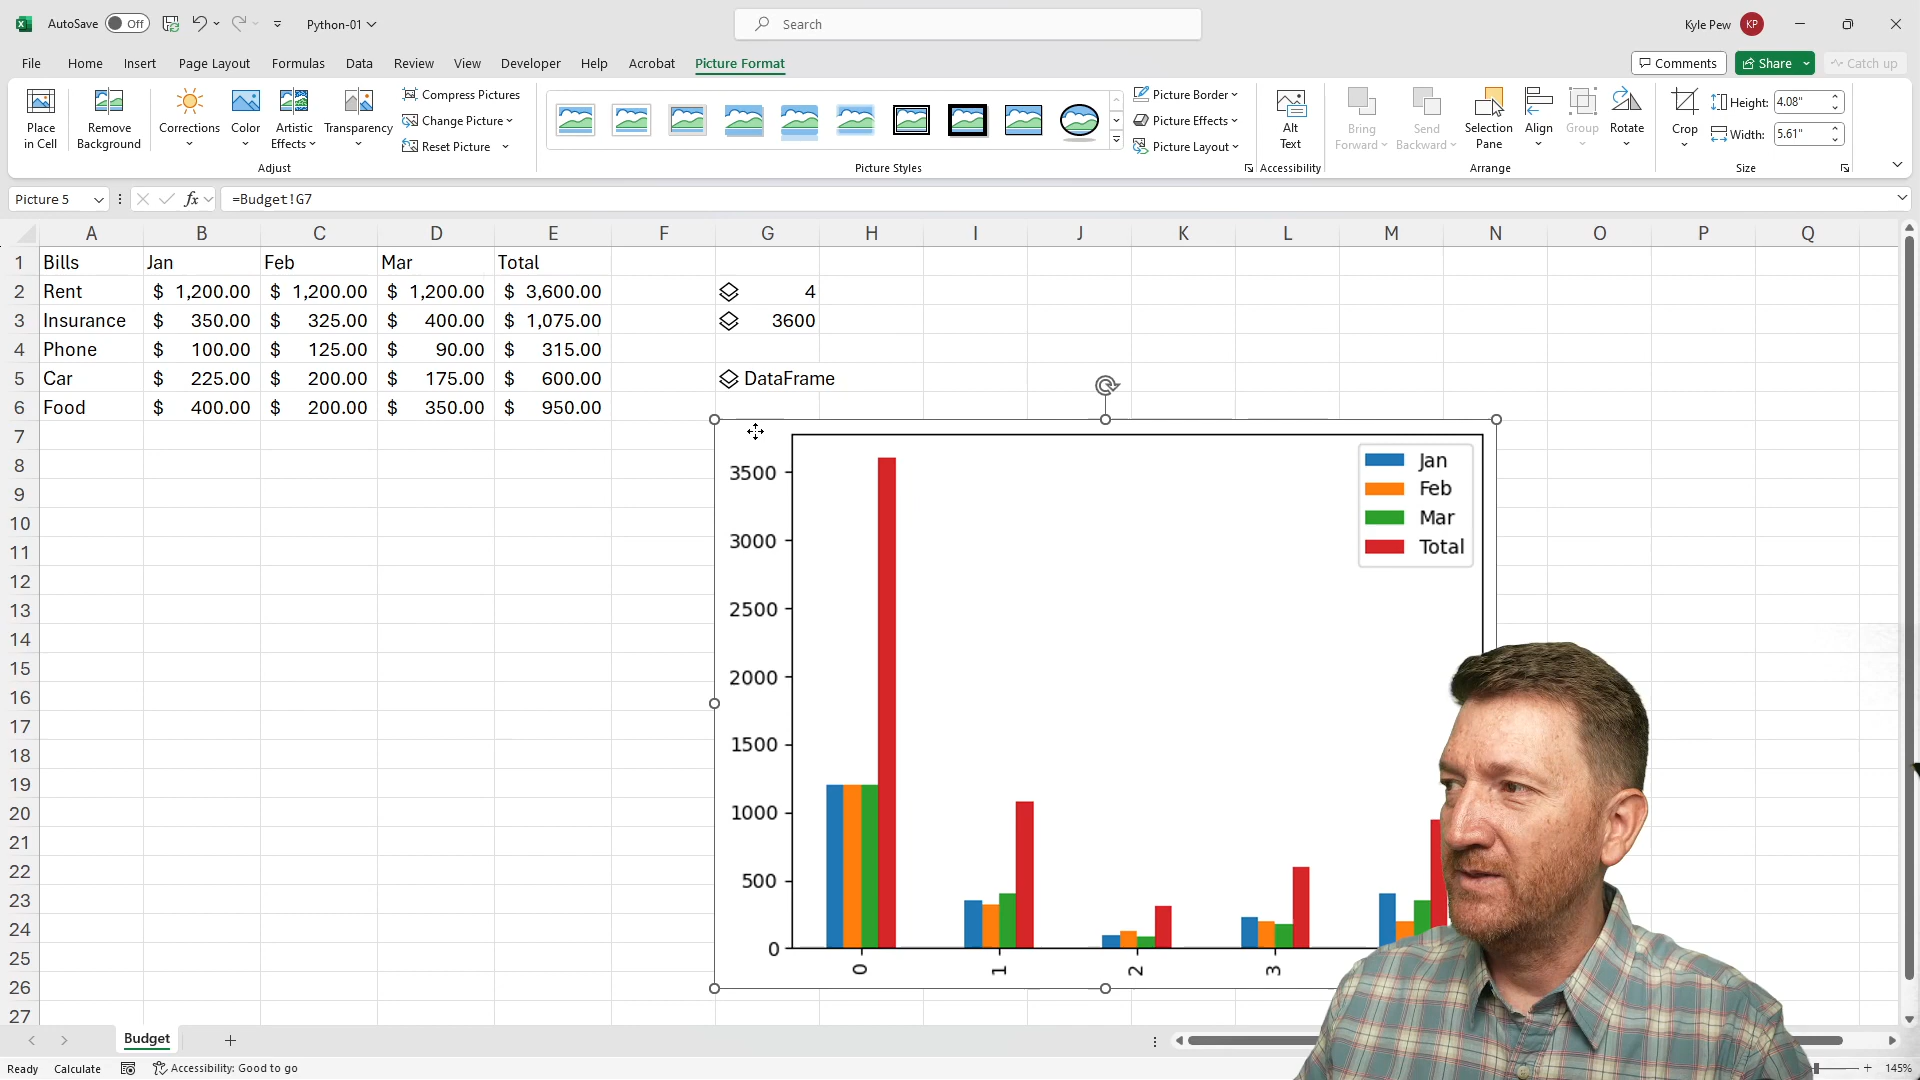 AutoSave Off Python-01 Search Kyle Pew KP
File Home Insert Page Layout Formulas Data Review View Developer Help Acrobat Picture Format Comments Share Catch up
Place in Cell
Remove Background
Corrections
Color
Artistic Effects
Transparency
Compress Pictures
Change Picture
Reset Picture
Adjust
Picture Styles
Picture Border
Picture Effects
Picture Layout
Alt Text
Accessibility
Bring Forward
Send Backward
Selection Pane
Align
Group
Rotate
Arrange
Crop
Height: 4.08"
Width: 5.61"
Size
Picture 5 fx =Budget!G7
A B C D E F G H I J K L M N O P Q
1 Bills Jan Feb Mar Total
2 Rent $ 1,200.00 $ 1,200.00 $ 1,200.00 $ 3,600.00 4
3 Insurance $ 350.00 $ 325.00 $ 400.00 $ 1,075.00 3600
4 Phone $ 100.00 $ 125.00 $ 90.00 $ 315.00
5 Car $ 225.00 $ 200.00 $ 175.00 $ 600.00 DataFrame
6 Food $ 400.00 $ 200.00 $ 350.00 $ 950.00
7
8
9
10
11
12
13
14
15
16
17
18
19
20
21
22
23
24
25
26
27
3500
3000
2500
2000
1500
1000
500
0
0 1 2 3
Jan
Feb
Mar
Total
Budget
Ready Calculate Accessibility: Good to go 145%